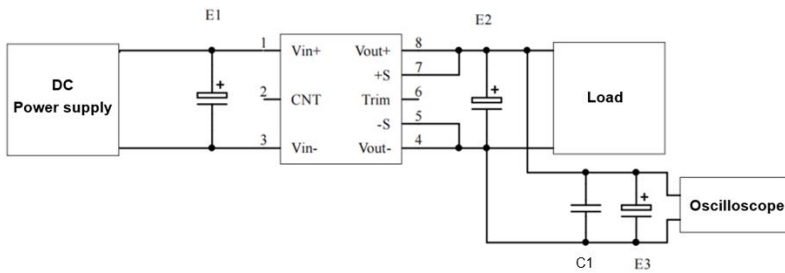 E1
E2
DC
Power supply
+
1
2
3
Vin+
CNT
Vin-
Vout+
+S
Trim
-S
Vout-
8
7
6
5
4
+
Load
+
Oscilloscope
C1
E3